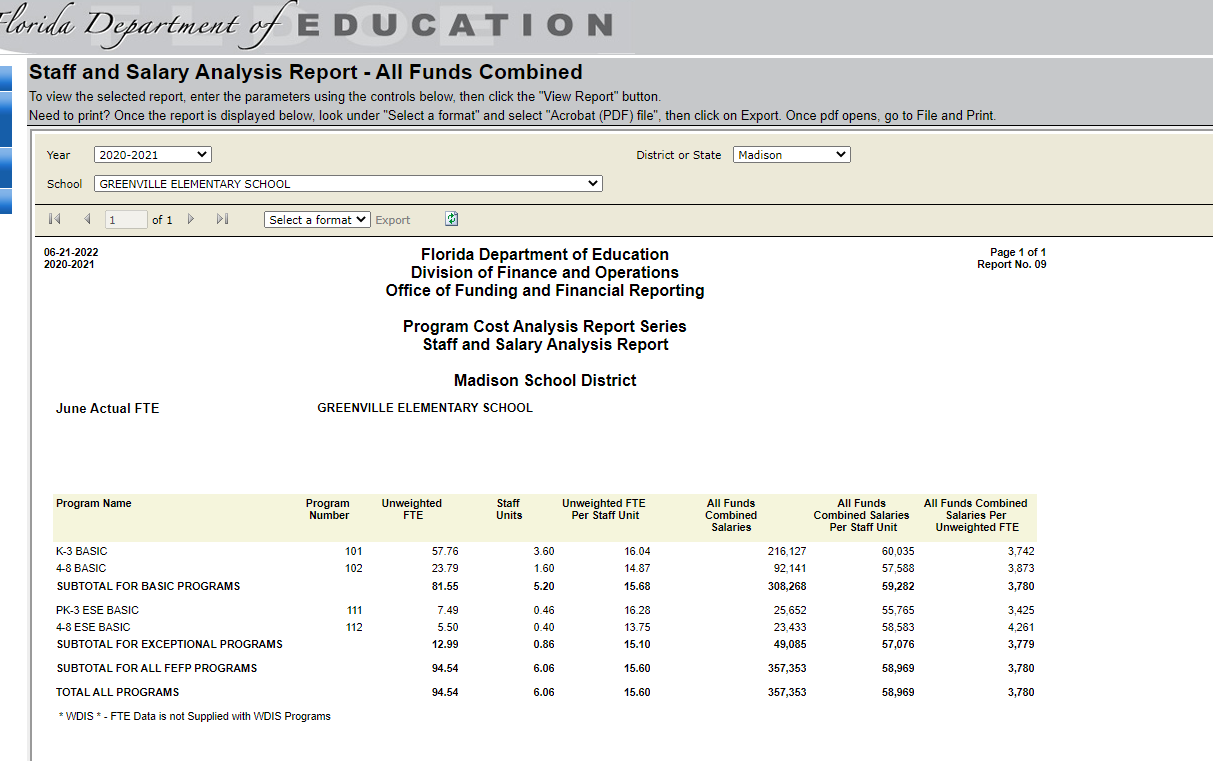 Florida Department of EDUCATION
Staff and Salary Analysis Report - All Funds Combined
To view the selected report, enter the parameters using the controls below, then click the "View Report" button.
Need to print? Once the report is displayed below, look under "Select a format" and select "Acrobat (PDF) file", then click on Export. Once pdf opens, go to File and Print.
Year 2020-2021 District or State Madison
School GREENVILLE ELEMENTARY SCHOOL
1 of 1 Select a format Export
06-21-2022 Florida Department of Education Page 1 of 1
2020-2021 Division of Finance and Operations Report No. 09
Office of Funding and Financial Reporting
Program Cost Analysis Report Series
Staff and Salary Analysis Report
Madison School District
June Actual FTE GREENVILLE ELEMENTARY SCHOOL
Program Name Program Unweighted Staff Unweighted FTE All Funds All Funds All Funds Combined
Number FTE Units Per Staff Unit Combined Combined Salaries Salaries Per
Salaries Per Staff Unit Unweighted FTE
K-3 BASIC 101 57.76 3.60 16.04 216,127 60,035 3,742
4-8 BASIC 102 23.79 1.60 14.87 92,141 57,588 3,873
SUBTOTAL FOR BASIC PROGRAMS 81.55 5.20 15.68 308,268 59,282 3,780
PK-3 ESE BASIC 111 7.49 0.46 16.28 25,652 55,765 3,425
4-8 ESE BASIC 112 5.50 0.40 13.75 23,433 58,583 4,261
SUBTOTAL FOR EXCEPTIONAL PROGRAMS 12.99 0.86 15.10 49,085 57,076 3,779
SUBTOTAL FOR ALL FEFP PROGRAMS 94.54 6.06 15.60 357,353 58,969 3,780
TOTAL ALL PROGRAMS 94.54 6.06 15.60 357,353 58,969 3,780
* WDIS * - FTE Data is not Supplied with WDIS Programs